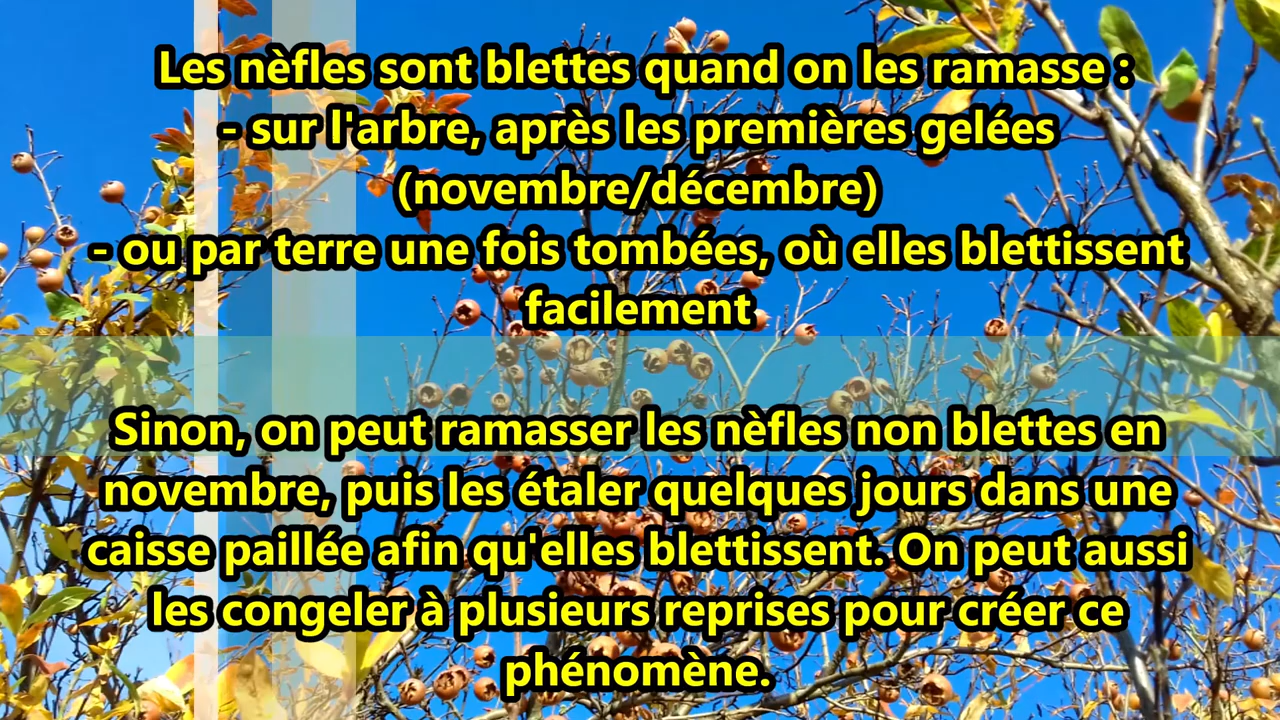 Les nèfles sont blettes quand on les ramasse :
- sur l'arbre, après les premières gelées
(novembre/décembre)
- ou par terre une fois tombées, où elles blettissent
facilement
Sinon, on peut ramasser les nèfles non blettes en
novembre, puis les étaler quelques jours dans une
caisse paillée afin qu'elles blettissent. On peut aussi
les congeler à plusieurs reprises pour créer ce
phénomène.